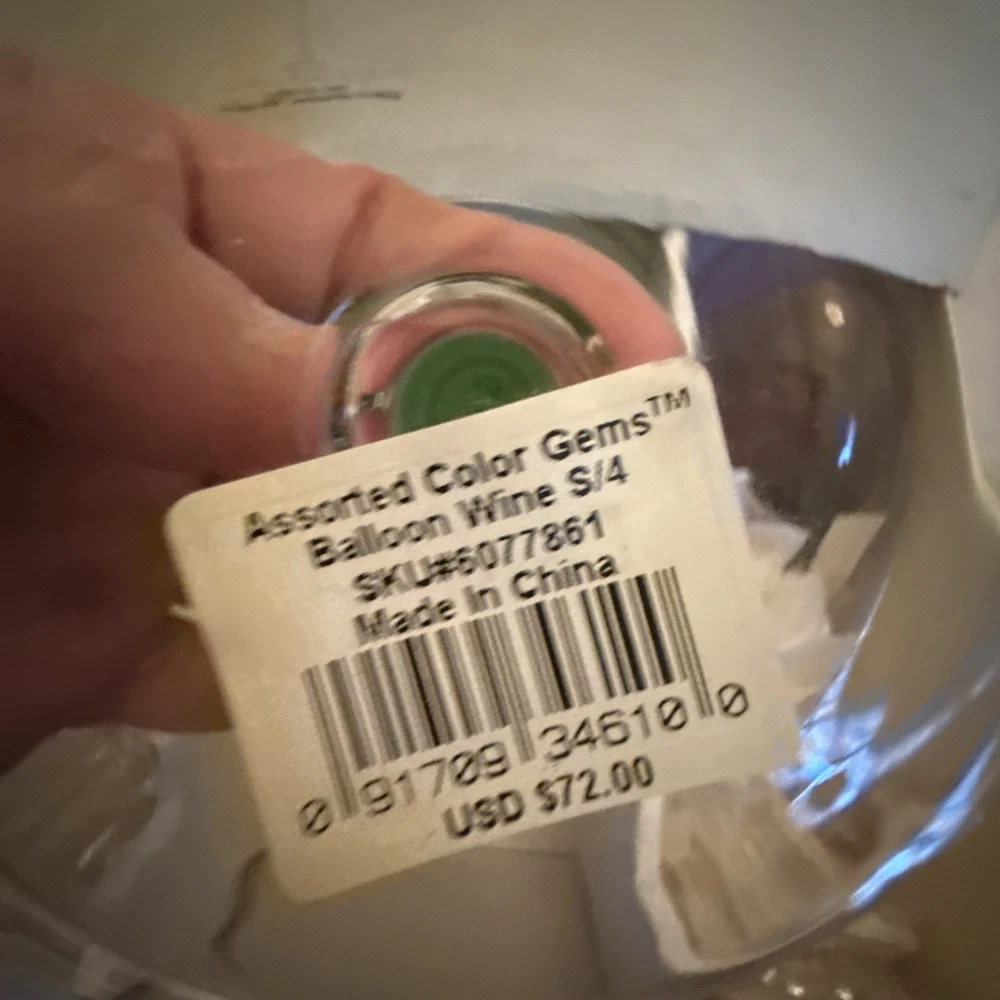 Assorted Color Gems™
Balloon Wine S/4
SKU#6077861
Made In China
0 91709 34610 0
USD $72.00